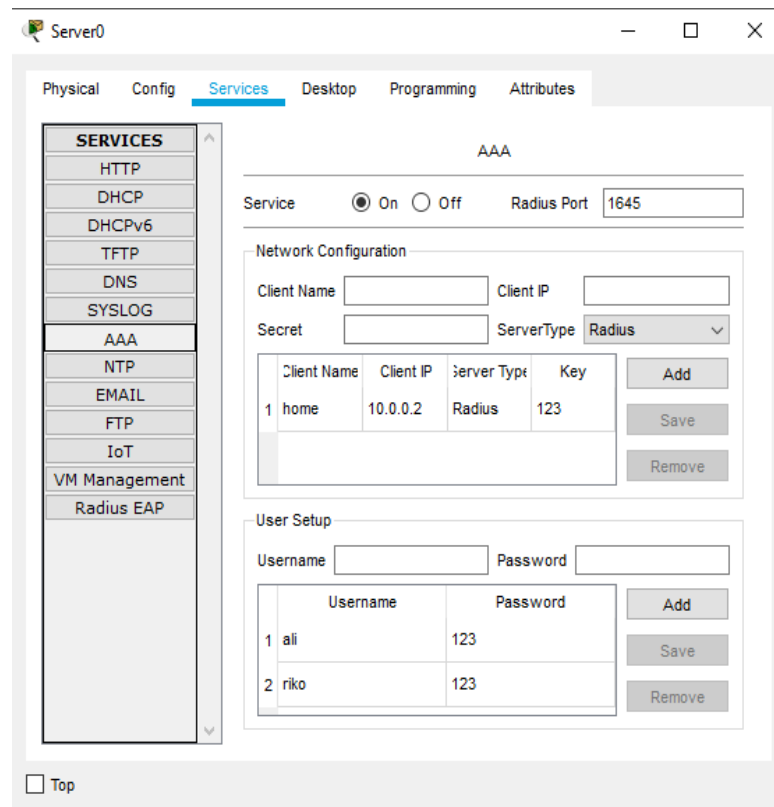 Server0
Physical Config Services Desktop Programming Attributes
SERVICES
HTTP
DHCP
DHCPv6
TFTP
DNS
SYSLOG
AAA
NTP
EMAIL
FTP
IoT
VM Management
Radius EAP
AAA
Service On Off Radius Port 1645
Network Configuration
Client Name Client IP
Secret ServerType Radius
Client Name Client IP Server Type Key
1 home 10.0.0.2 Radius 123
Add
Save
Remove
User Setup
Username Password
Username Password
1 ali 123
2 riko 123
Add
Save
Remove
Top